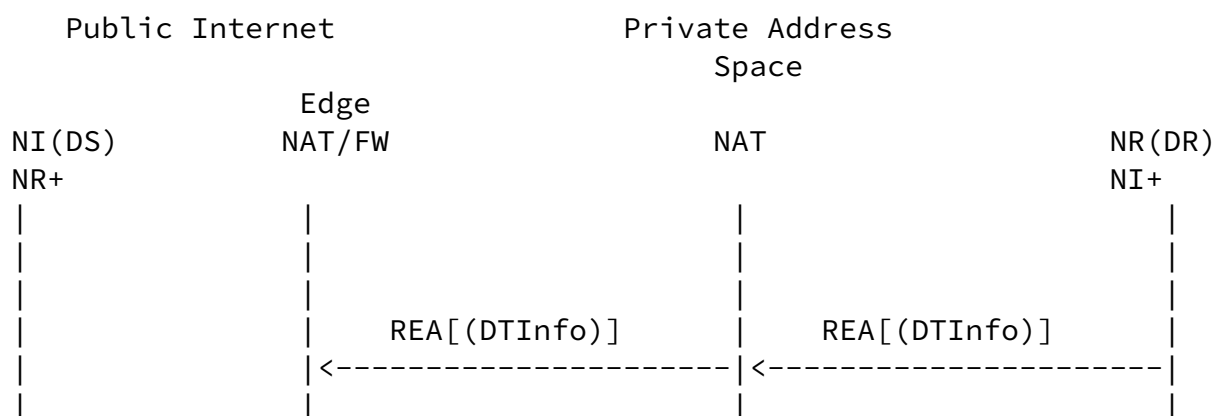 Public Internet Private Address
Space
Edge
NI(DS) NAT/FW NAT NR(DR)
NR+ NI+
REA[(DTInfo)] REA[(DTInfo)]